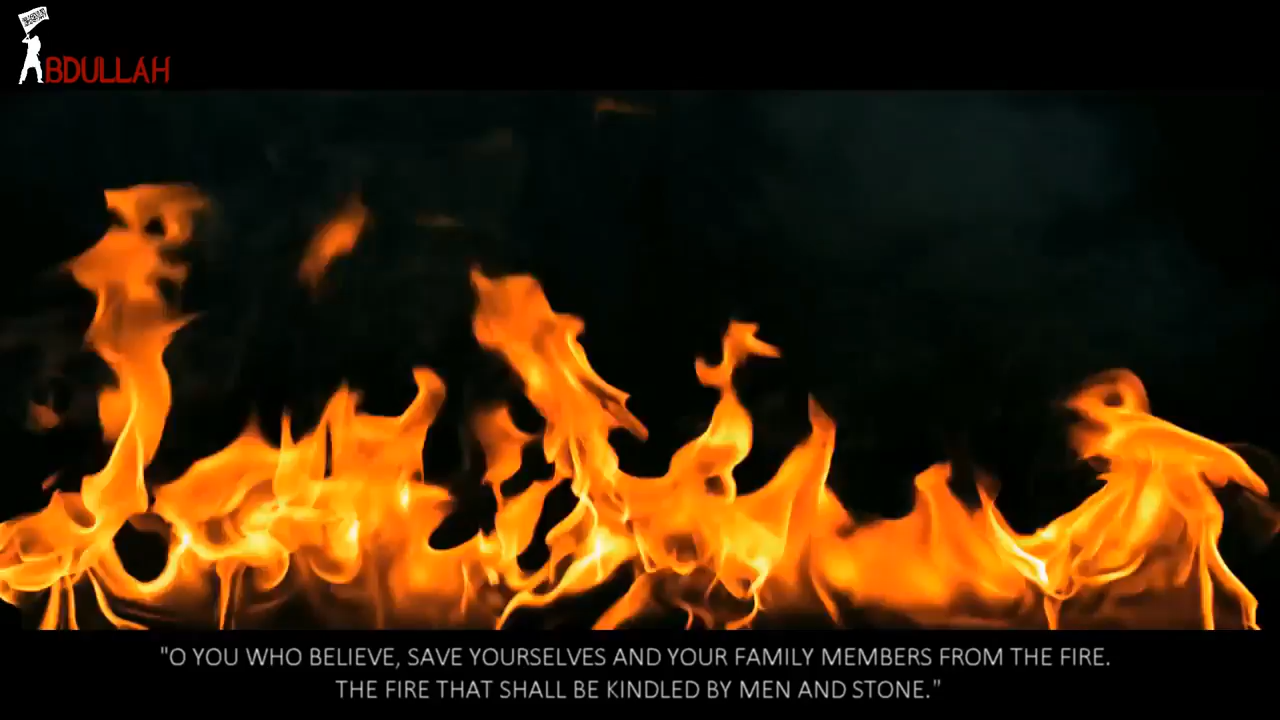 ABDULLAH
"O YOU WHO BELIEVE, SAVE YOURSELVES AND YOUR FAMILY MEMBERS FROM THE FIRE.
THE FIRE THAT SHALL BE KINDLED BY MEN AND STONE."